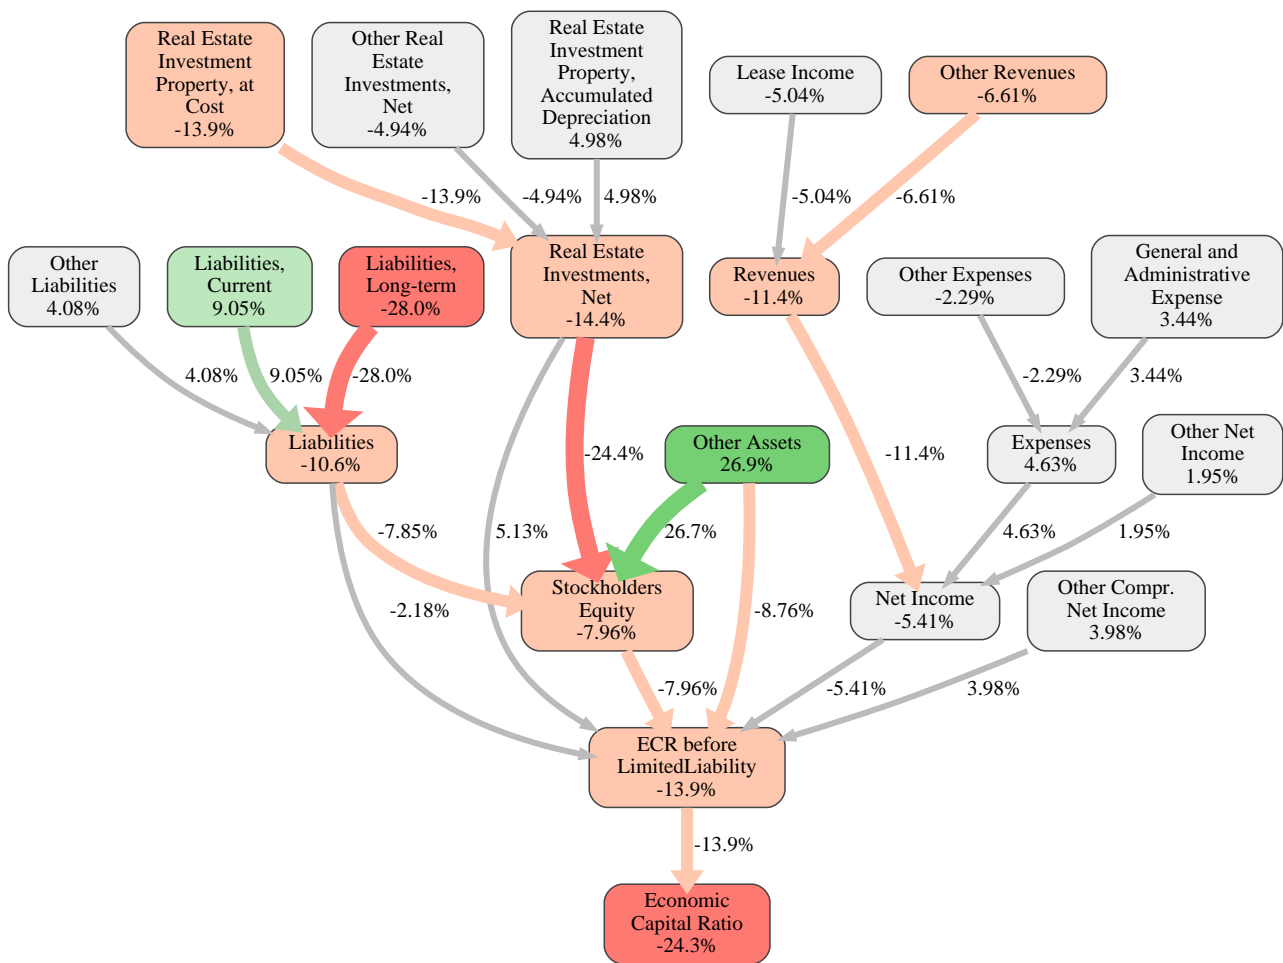 Real Estate
Investment
Property, at
Cost
-13.9%
Other Real
Estate
Investments,
Net
-4.94%
Real Estate
Investment
Property,
Accumulated
Depreciation
4.98%
Lease Income
-5.04%
Other Revenues
-6.61%
-13.9%
-4.94%
4.98%
-5.04%
-6.61%
Other
Liabilities
4.08%
Liabilities,
Current
9.05%
Liabilities,
Long-term
-28.0%
Real Estate
Investments,
Net
-14.4%
Revenues
-11.4%
Other Expenses
-2.29%
General and
Administrative
Expense
3.44%
4.08%
9.05%
-28.0%
-2.29%
3.44%
Liabilities
-10.6%
-24.4%
Other Assets
26.9%
-11.4%
Expenses
4.63%
Other Net
Income
1.95%
-7.85%
5.13%
26.7%
4.63%
1.95%
-2.18%
Stockholders
Equity
-7.96%
-8.76%
Net Income
-5.41%
Other Compr.
Net Income
3.98%
-7.96%
-5.41%
3.98%
ECR before
LimitedLiability
-13.9%
-13.9%
Economic
Capital Ratio
-24.3%